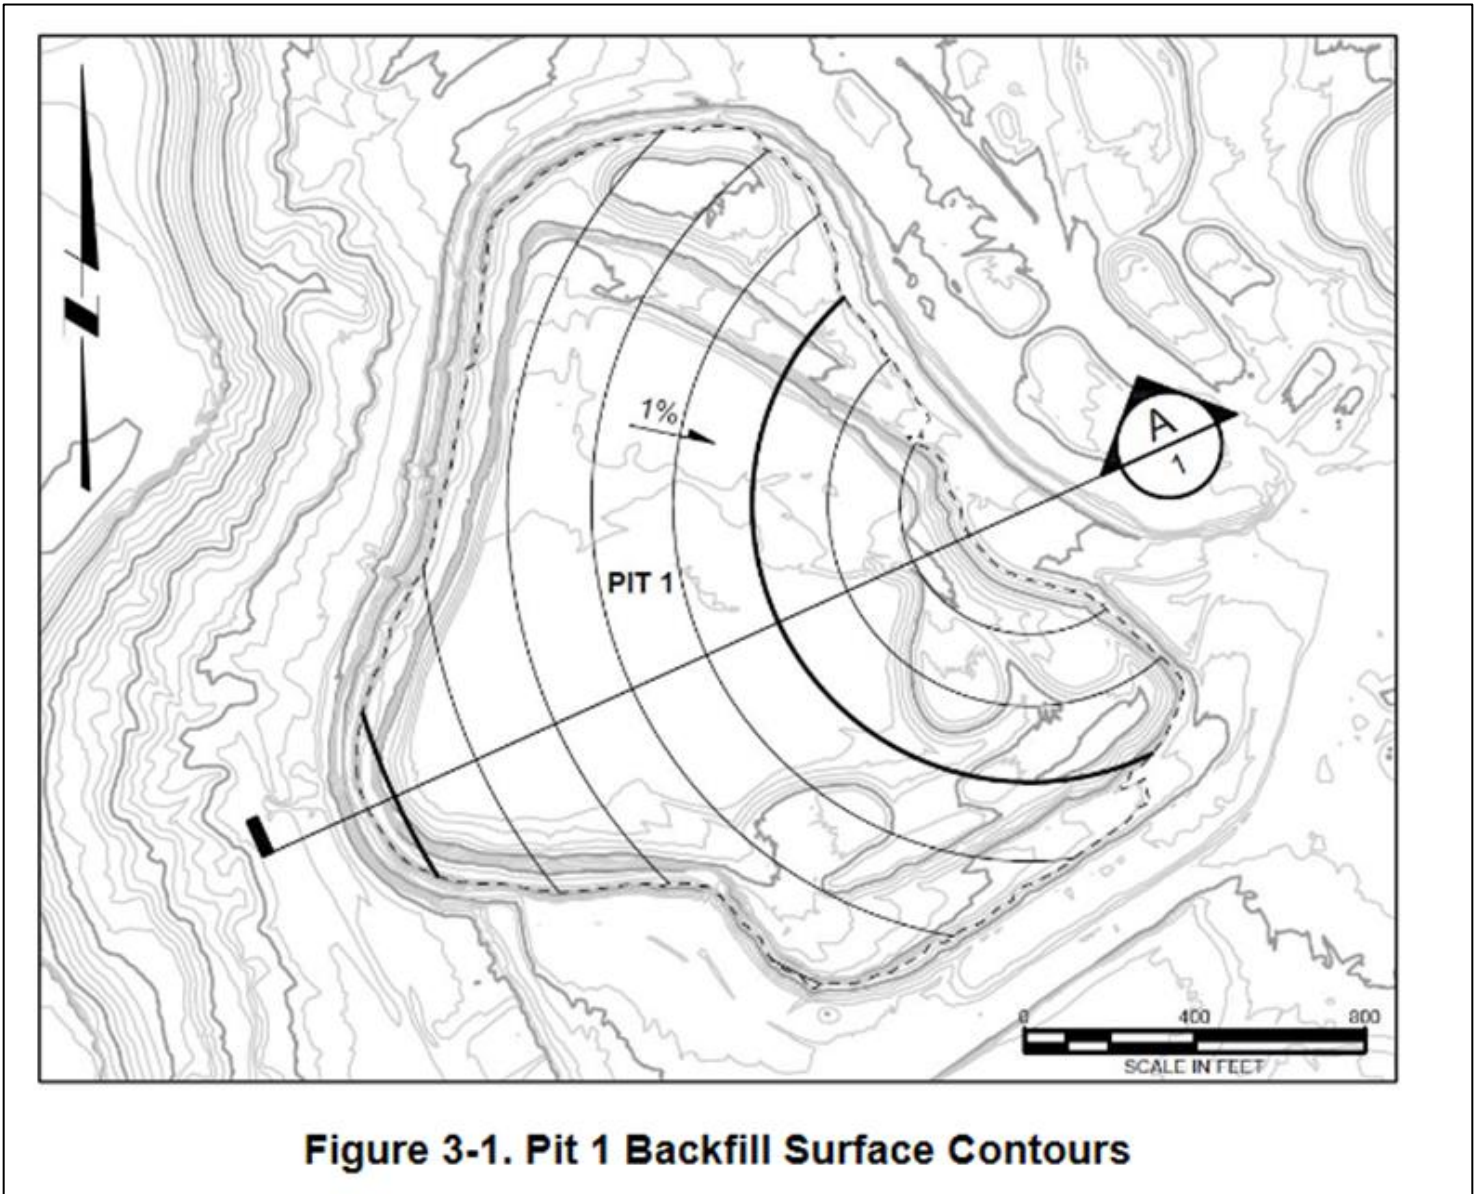 1%
A
1
PIT 1
0 400 800
SCALE IN FEET
Figure 3-1. Pit 1 Backfill Surface Contours